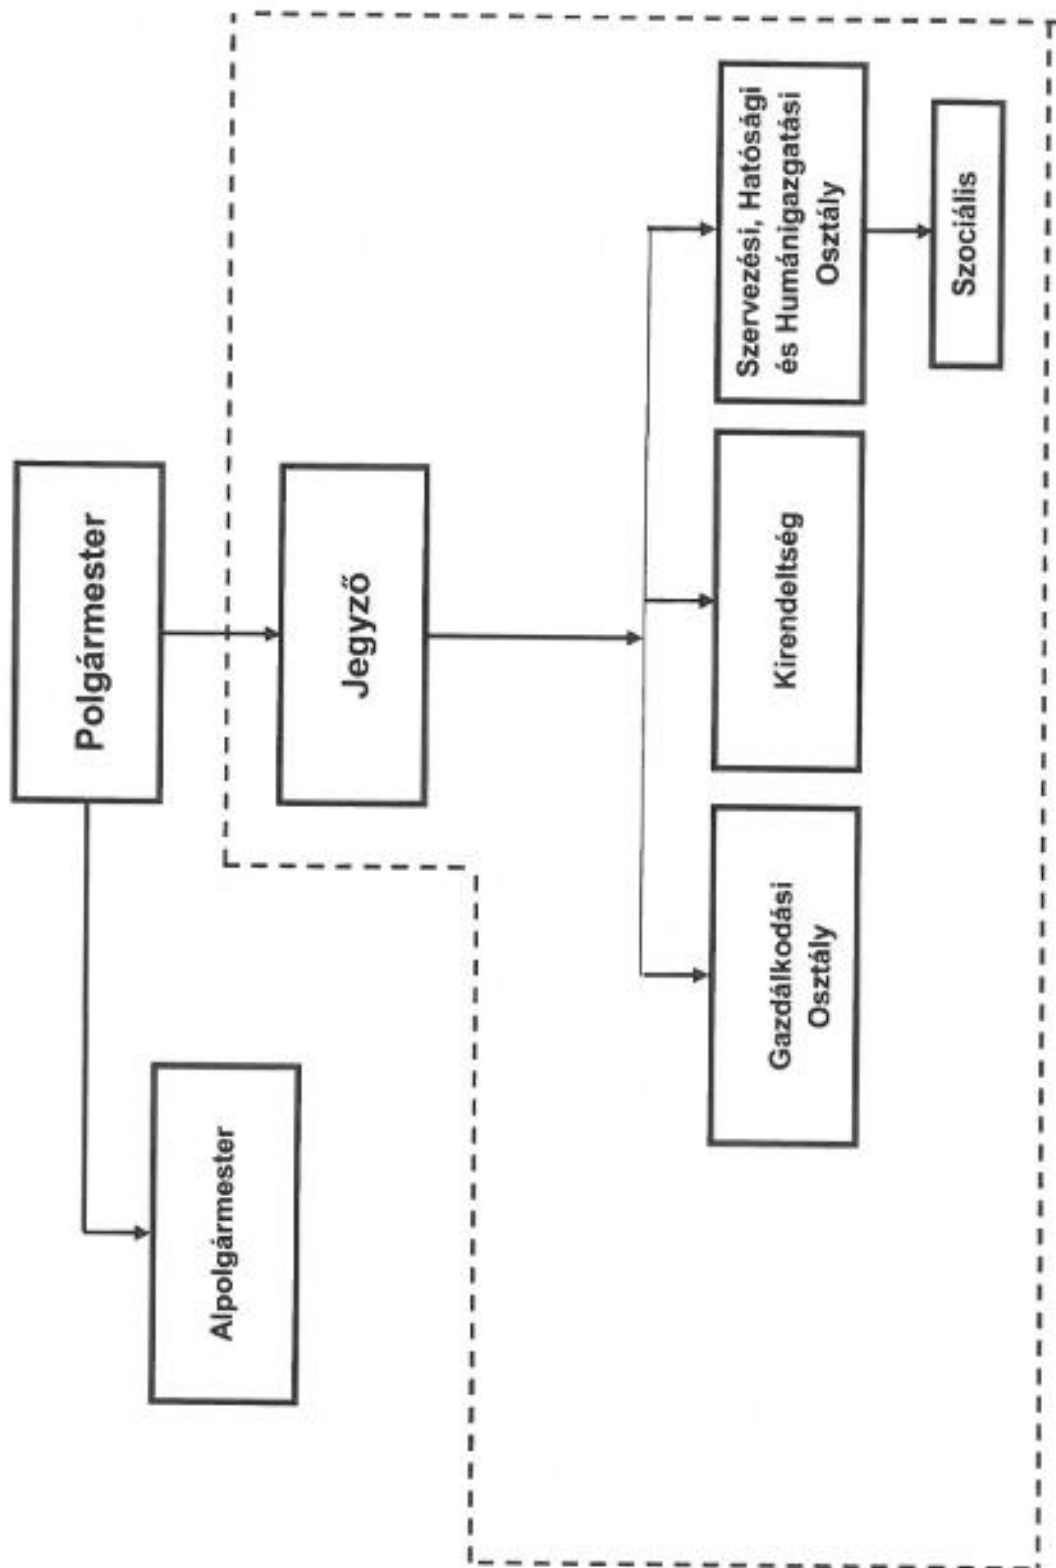 Polgármester
Alpolgármester
Jegyző
Gazdálkodási
Osztály
Kirendeltség
Szervezési, Hatósági
és Humánigazgatási
Osztály
Szociális